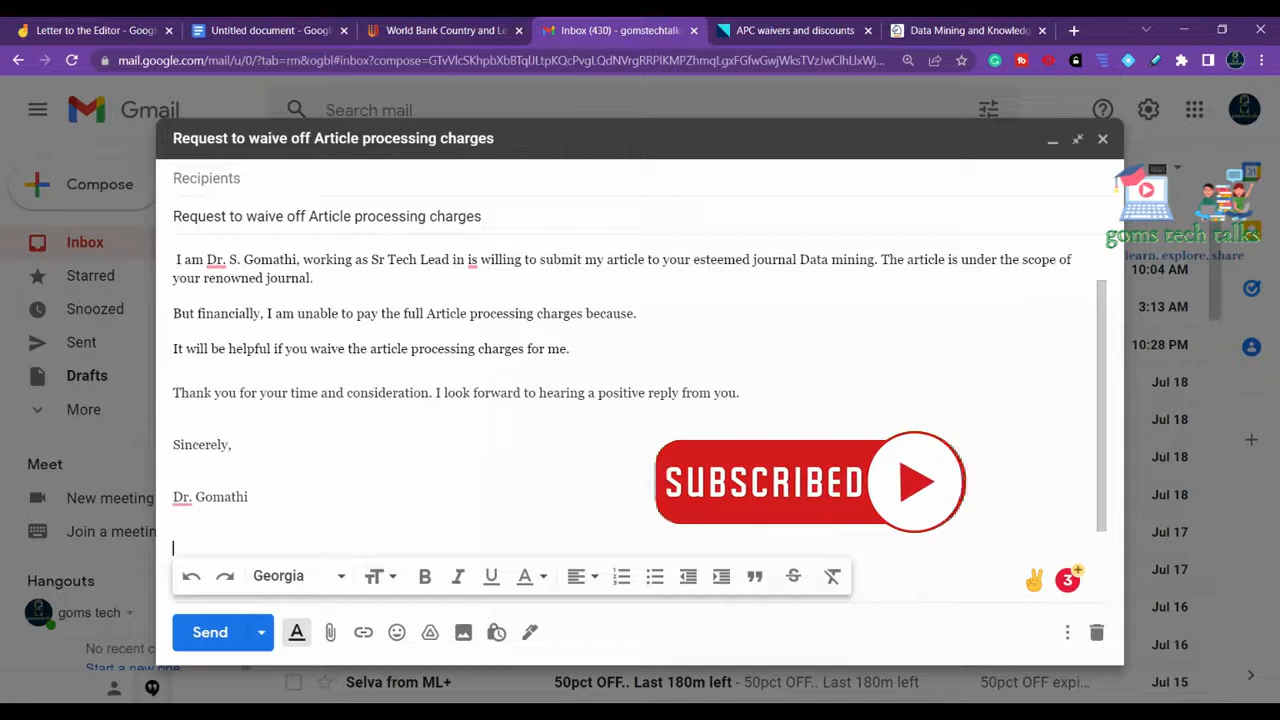 Letter to the Editor - Google
Untitled document - Google
World Bank Country and Le
Inbox (430) - gomstechtalks
APC waivers and discounts
Data Mining and Knowledg
mail.google.com/mail/u/0/?tab=rm&ogbl#inbox?compose=
Gmail
Search mail
Request to waive off Article processing charges
Compose
Recipients
Request to waive off Article processing charges
goms tech talks
learn. explore. share
Inbox
I am Dr. S. Gomathi, working as Sr Tech Lead in is willing to submit my article to your esteemed journal Data mining. The article is under the scope of
your renowned journal.
Starred
10:04 AM
Snoozed
But financially, I am unable to pay the full Article processing charges because.
3:13 AM
Sent
It will be helpful if you waive the article processing charges for me.
10:28 PM
Drafts
Jul 18
Thank you for your time and consideration. I look forward to hearing a positive reply from you.
More
Jul 18
Sincerely,
Jul 18
Meet
SUBSCRIBED
New meeting
Dr. Gomathi
Jul 18
Join a meetin
Jul 17
Hangouts
Georgia
3
Jul 17
goms tech
Jul 16
Send
No recent c
Jul 16
Start a new one
Selva from ML+
50pct OFF.. Last 180m left - 50pct OFF.. Last 180m left
50pct OFF expi...
Jul 15